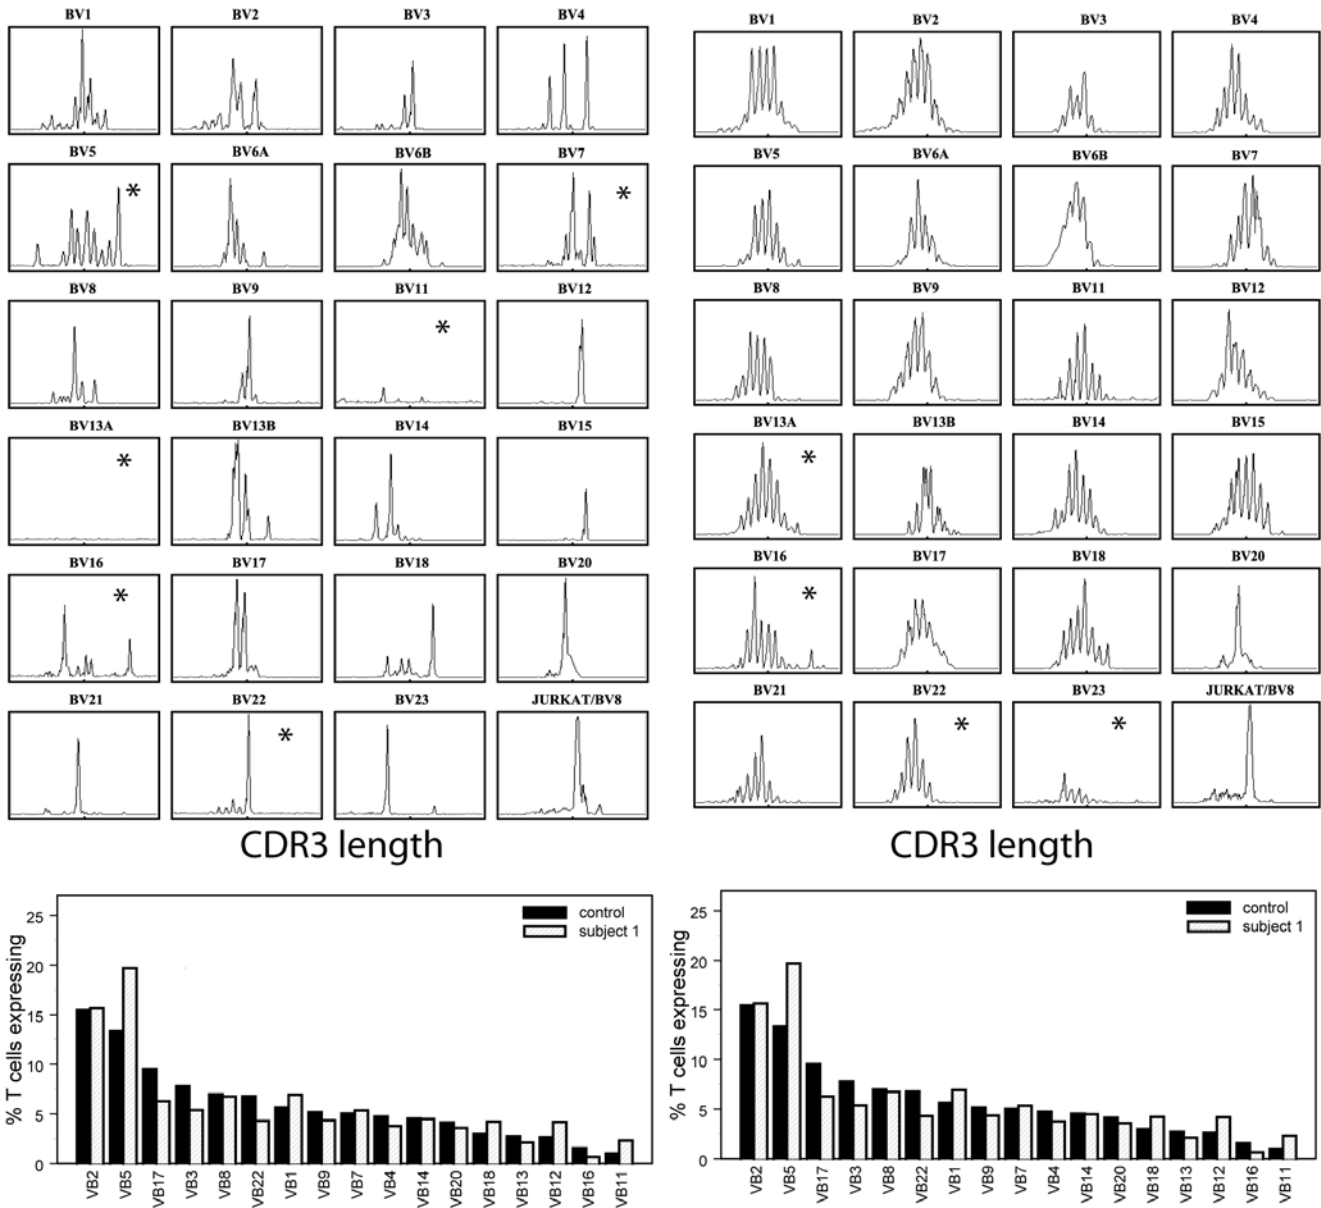 BV1 BV2 BV3 BV4
BV5 BV6A BV6B BV7
*
*
BV8 BV9 BV11 BV12
*
BV13A BV13B BV14 BV15
*
BV16 BV17 BV18 BV20
*
BV21 BV22 BV23 JURKAT/BV8
*
CDR3 length
BV1 BV2 BV3 BV4
BV5 BV6A BV6B BV7
BV8 BV9 BV11 BV12
BV13A BV13B BV14 BV15
*
BV16 BV17 BV18 BV20
*
BV21 BV22 BV23 JURKAT/BV8
* *
CDR3 length
% T cells expressing
25
20
15
10
5
0
control
subject 1
VB2 VB5 VB17 VB3 VB8 VB22 VB1 VB9 VB7 VB4 VB14 VB20 VB18 VB13 VB12 VB16 VB11
% T cells expressing
25
20
15
10
5
0
control
subject 1
VB2 VB5 VB17 VB3 VB8 VB22 VB1 VB9 VB7 VB4 VB14 VB20 VB18 VB13 VB12 VB16 VB11